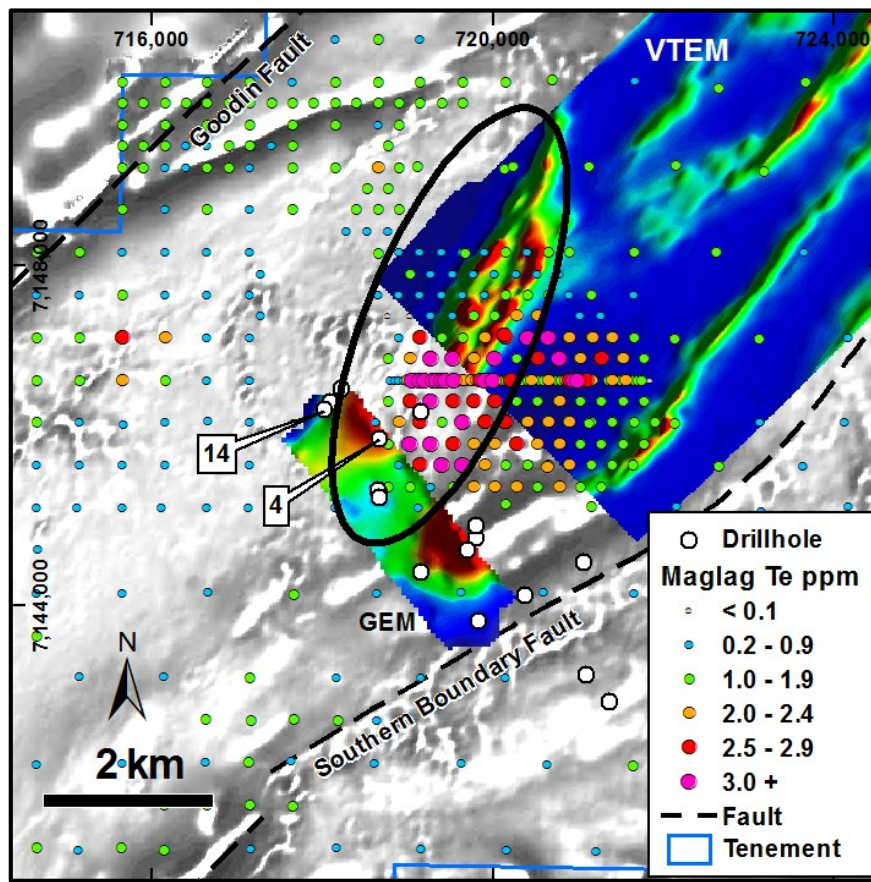 716,000
720,000
724,000
VTEM
Goodin Fault
7,148,000
14
4
7,144,000
GEM
N
Southern Boundary Fault
2 km
Drillhole
Maglag Te ppm
< 0.1
0.2 - 0.9
1.0 - 1.9
2.0 - 2.4
2.5 - 2.9
3.0 +
Fault
Tenement